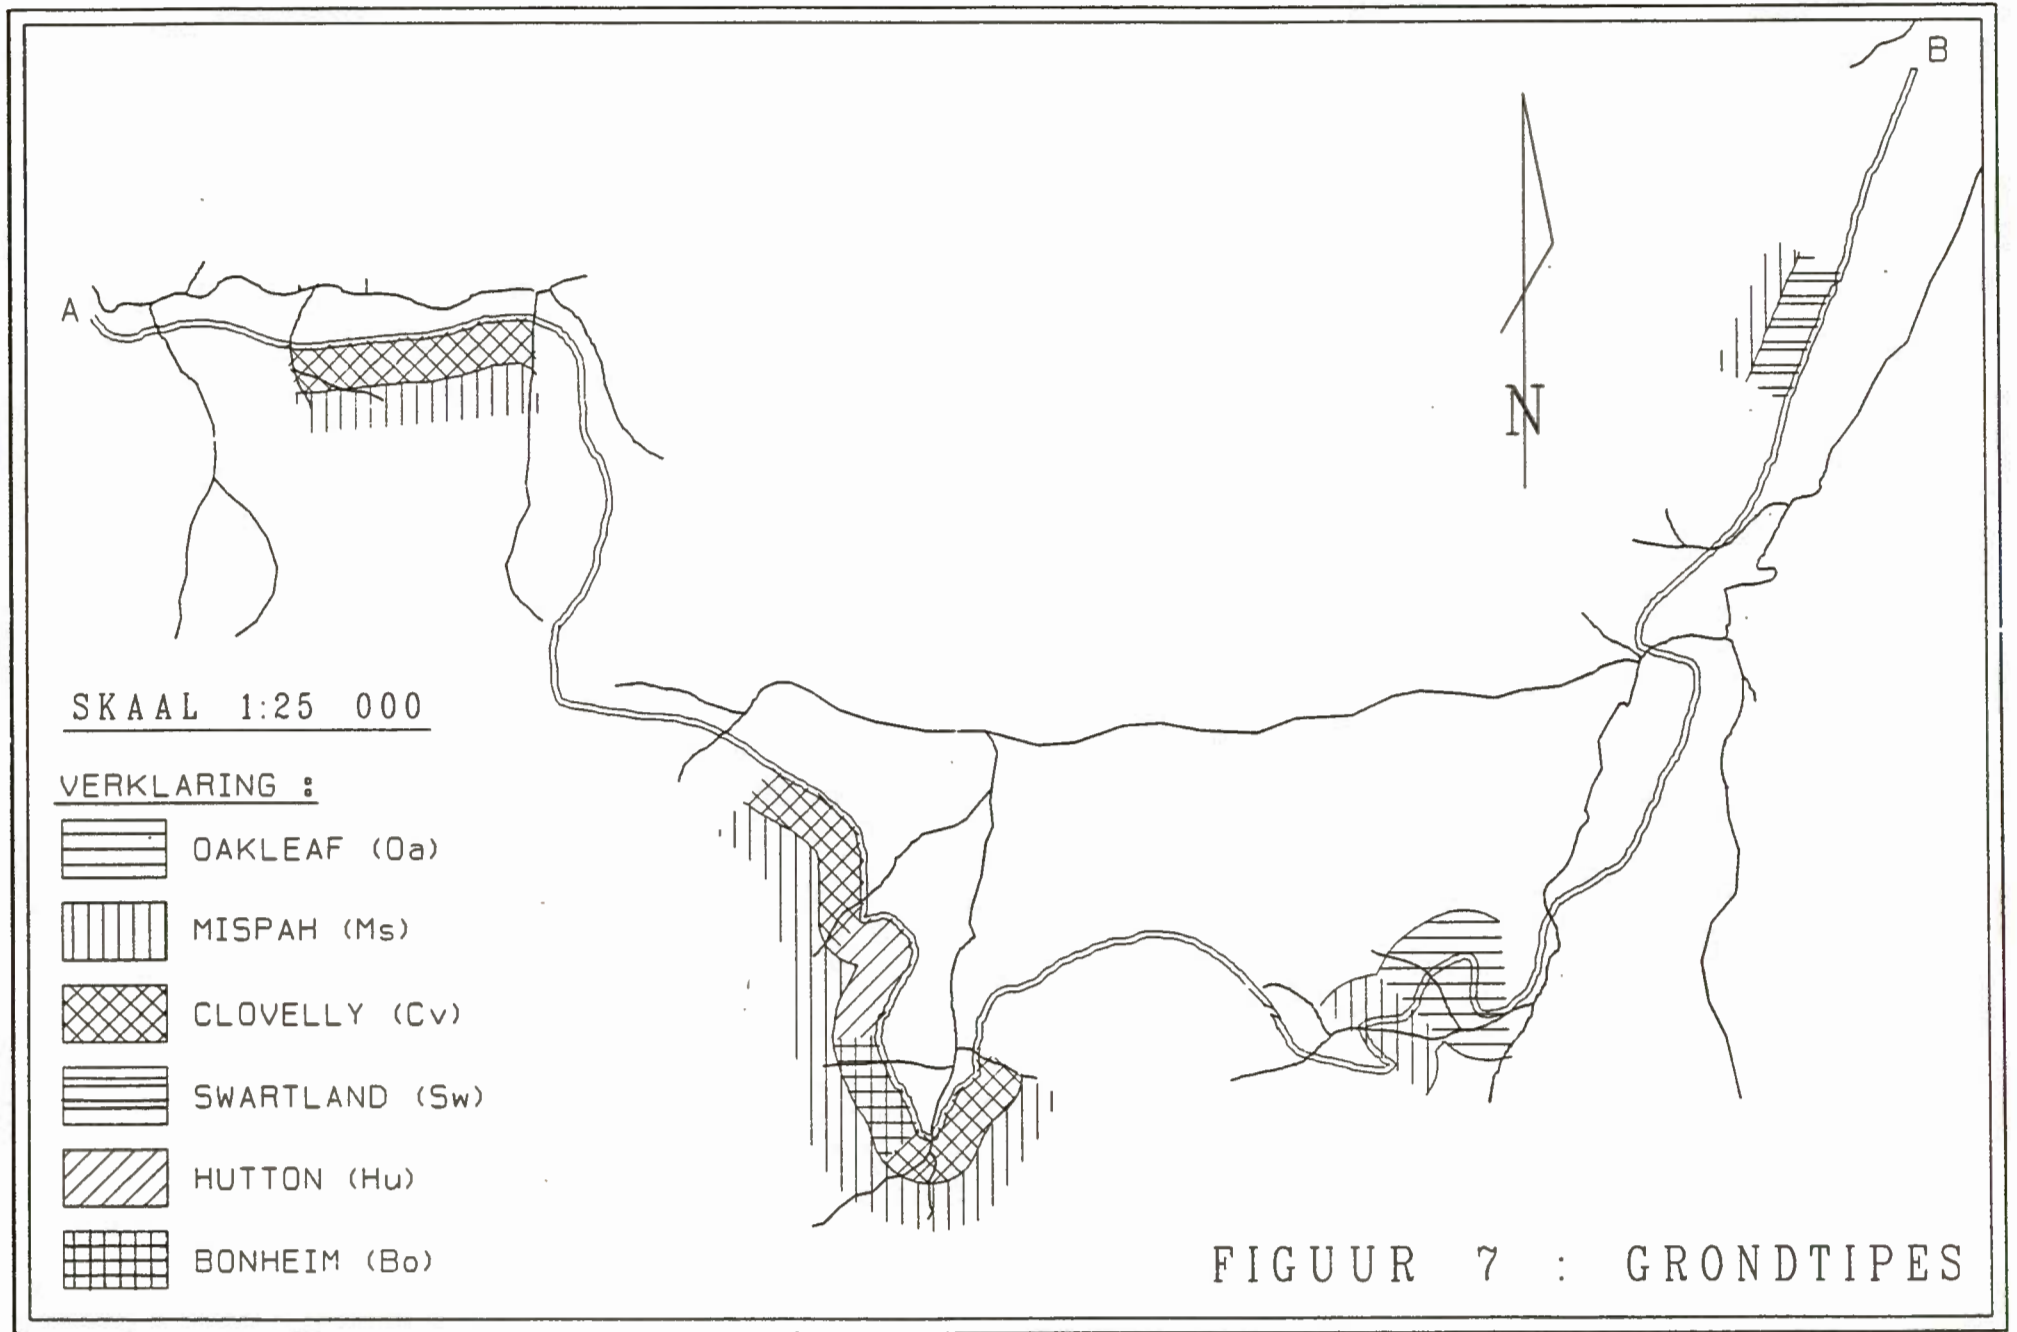 B
A
N
SKAAL 1:25 000
VERKLARING :
OAKLEAF (Oa)
MISPAH (Ms)
CLOVELLY (Cv)
SWARTLAND (Sw)
HUTTON (Hu)
BONHEIM (Bo)
FIGUUR 7 : GRONDTIPES